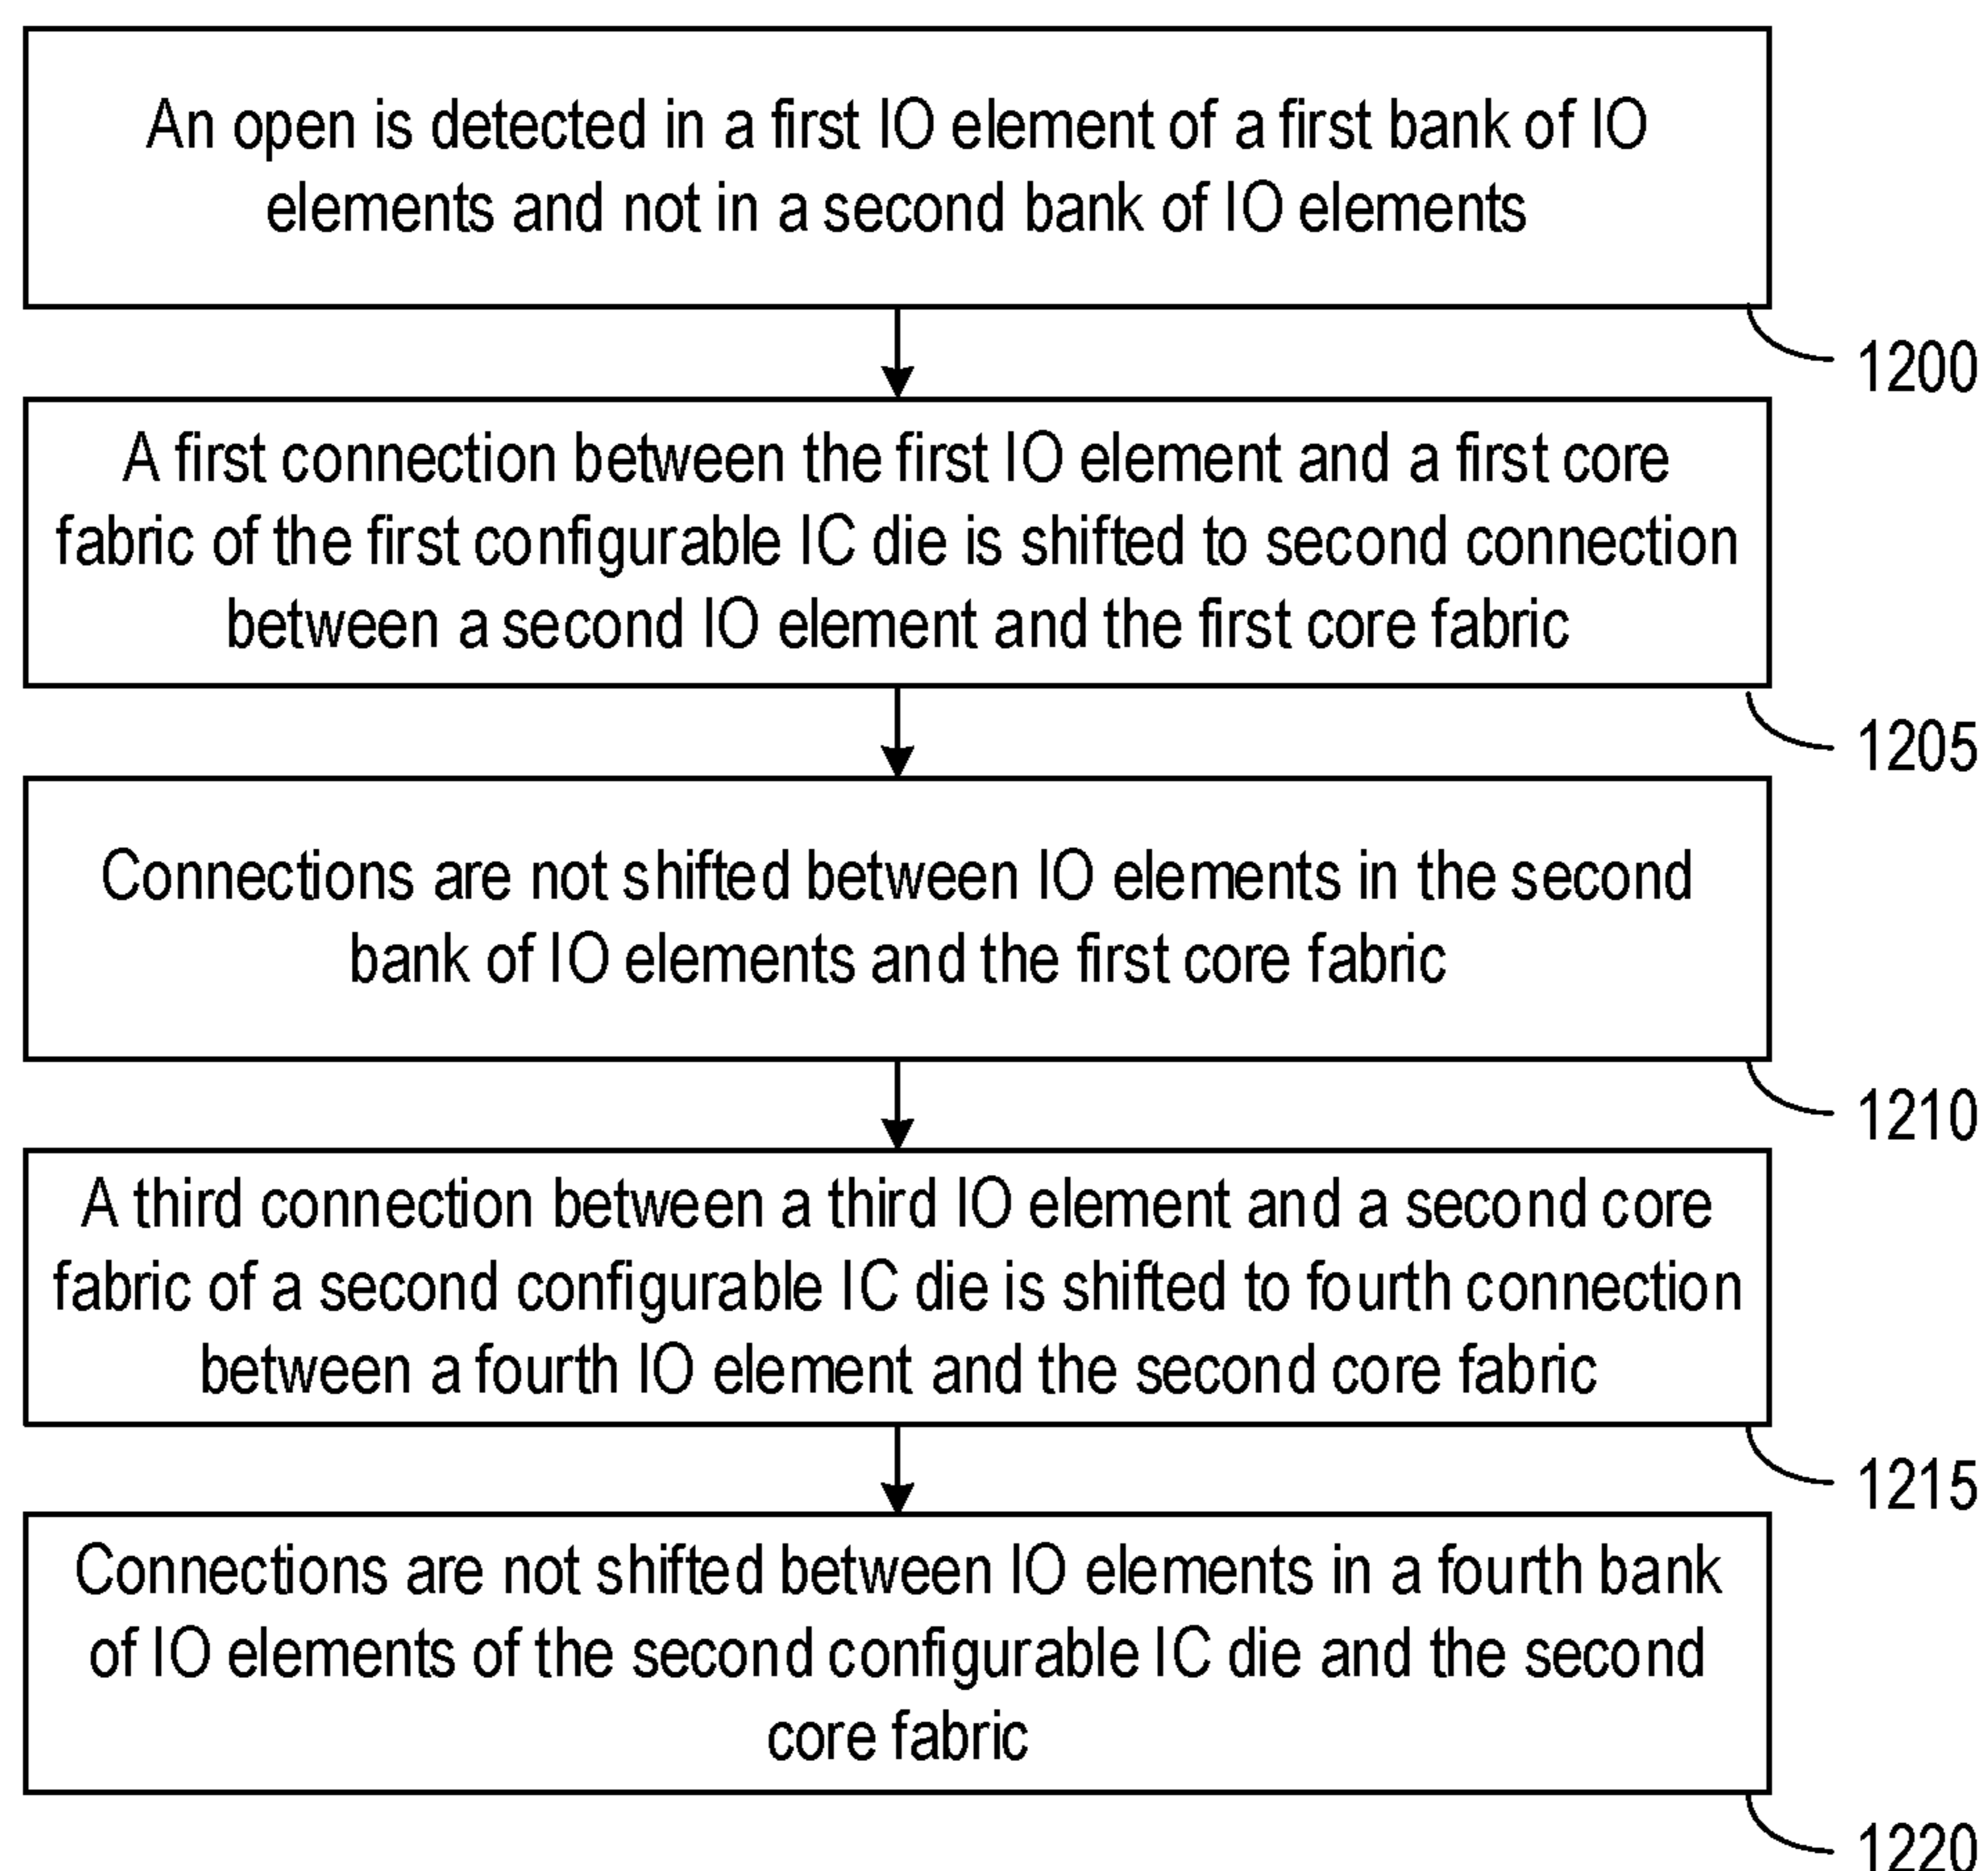 An open is detected in a first IO element of a first bank of IO
elements and not in a second bank of IO elements
1200
A first connection between the first IO element and a first core
fabric of the first configurable IC die is shifted to second connection
between a second IO element and the first core fabric
1205
Connections are not shifted between IO elements in the second
bank of IO elements and the first core fabric
1210
A third connection between a third IO element and a second core
fabric of a second configurable IC die is shifted to fourth connection
between a fourth IO element and the second core fabric
1215
Connections are not shifted between IO elements in a fourth bank
of IO elements of the second configurable IC die and the second
core fabric
1220